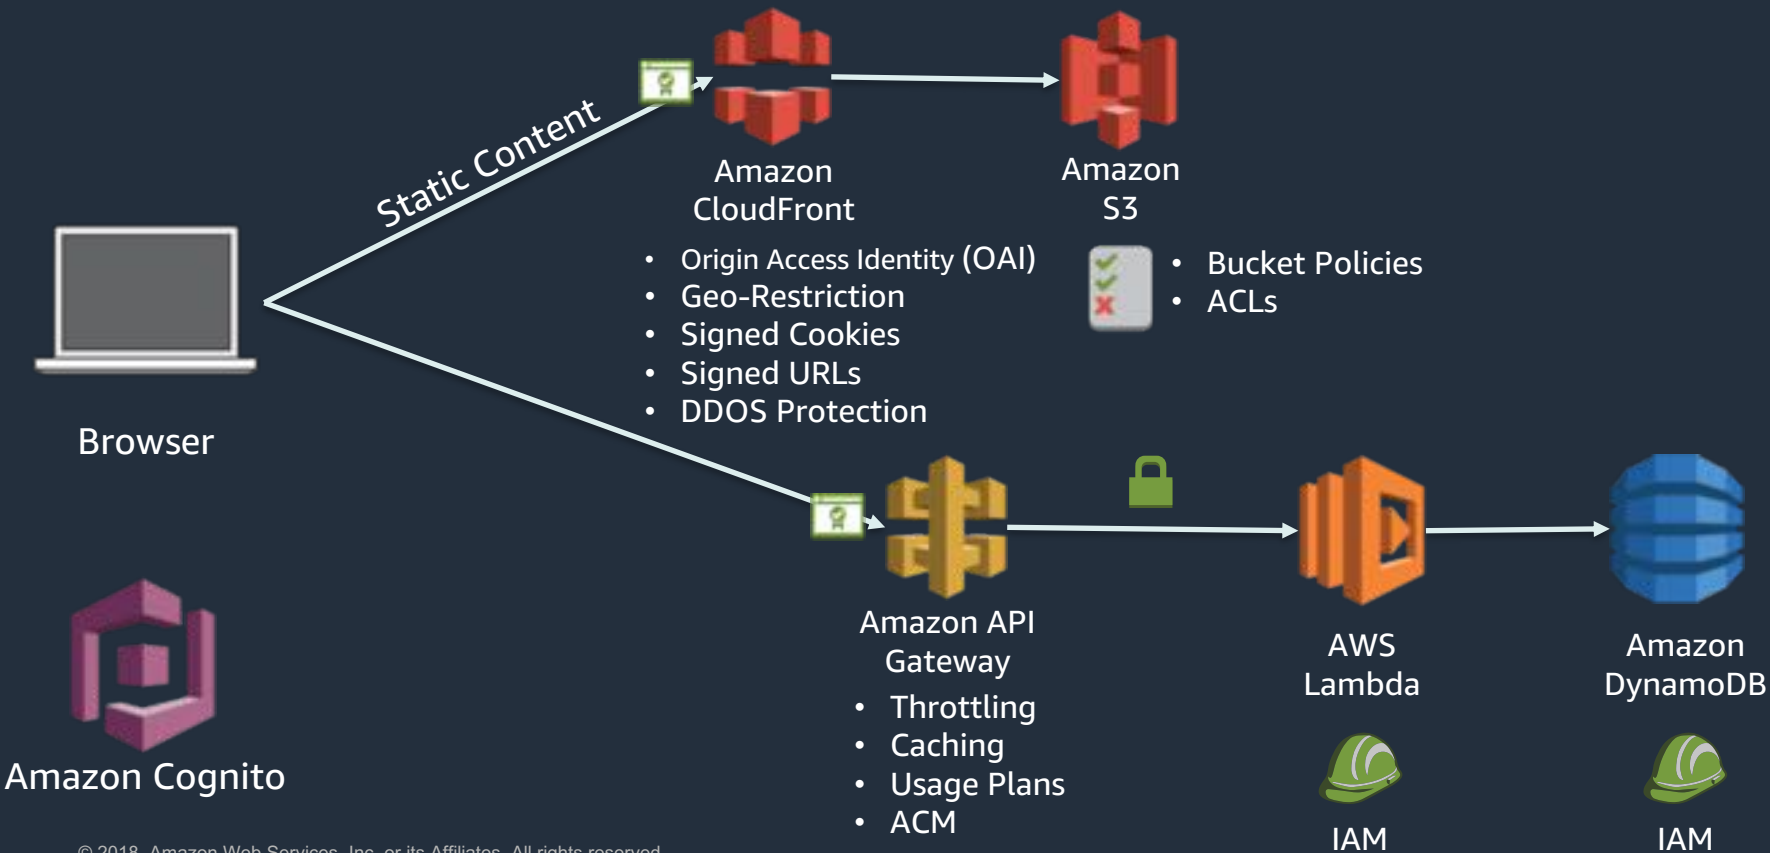 Static Content
Amazon
CloudFront
• Origin Access Identity (OAI)
• Geo-Restriction
• Signed Cookies
• Signed URLs
• DDOS Protection
Amazon
S3
• Bucket Policies
• ACLs
Browser
Amazon Cognito
Amazon API
Gateway
• Throttling
• Caching
• Usage Plans
• ACM
AWS
Lambda
IAM
Amazon
DynamoDB
IAM
© 2018, Amazon Web Services, Inc. or its Affiliates. All rights reserved